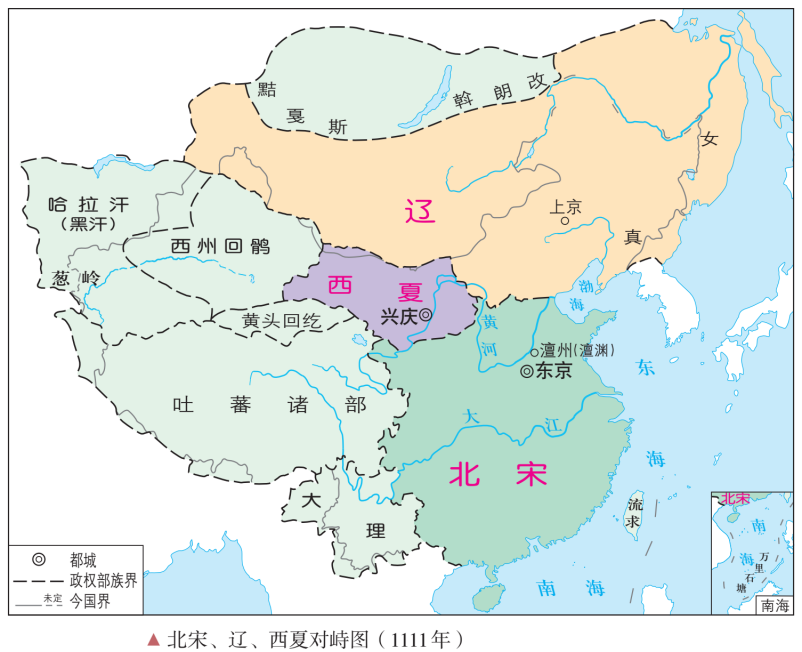 黠
戛
斯
斡朗改
女
真
哈拉汗
（黑汗）
辽
上京
西州回鹘
葱岭
西夏
兴庆
黄头回纥
渤海
黄河
澶州(澶渊)
东京
东海
吐蕃诸部
大江
北宋
大理
流求
南海
北宋
南海
万里石塘
南海
都城
政权部族界
未定
今国界
▲ 北宋、辽、西夏对峙图（1111年）